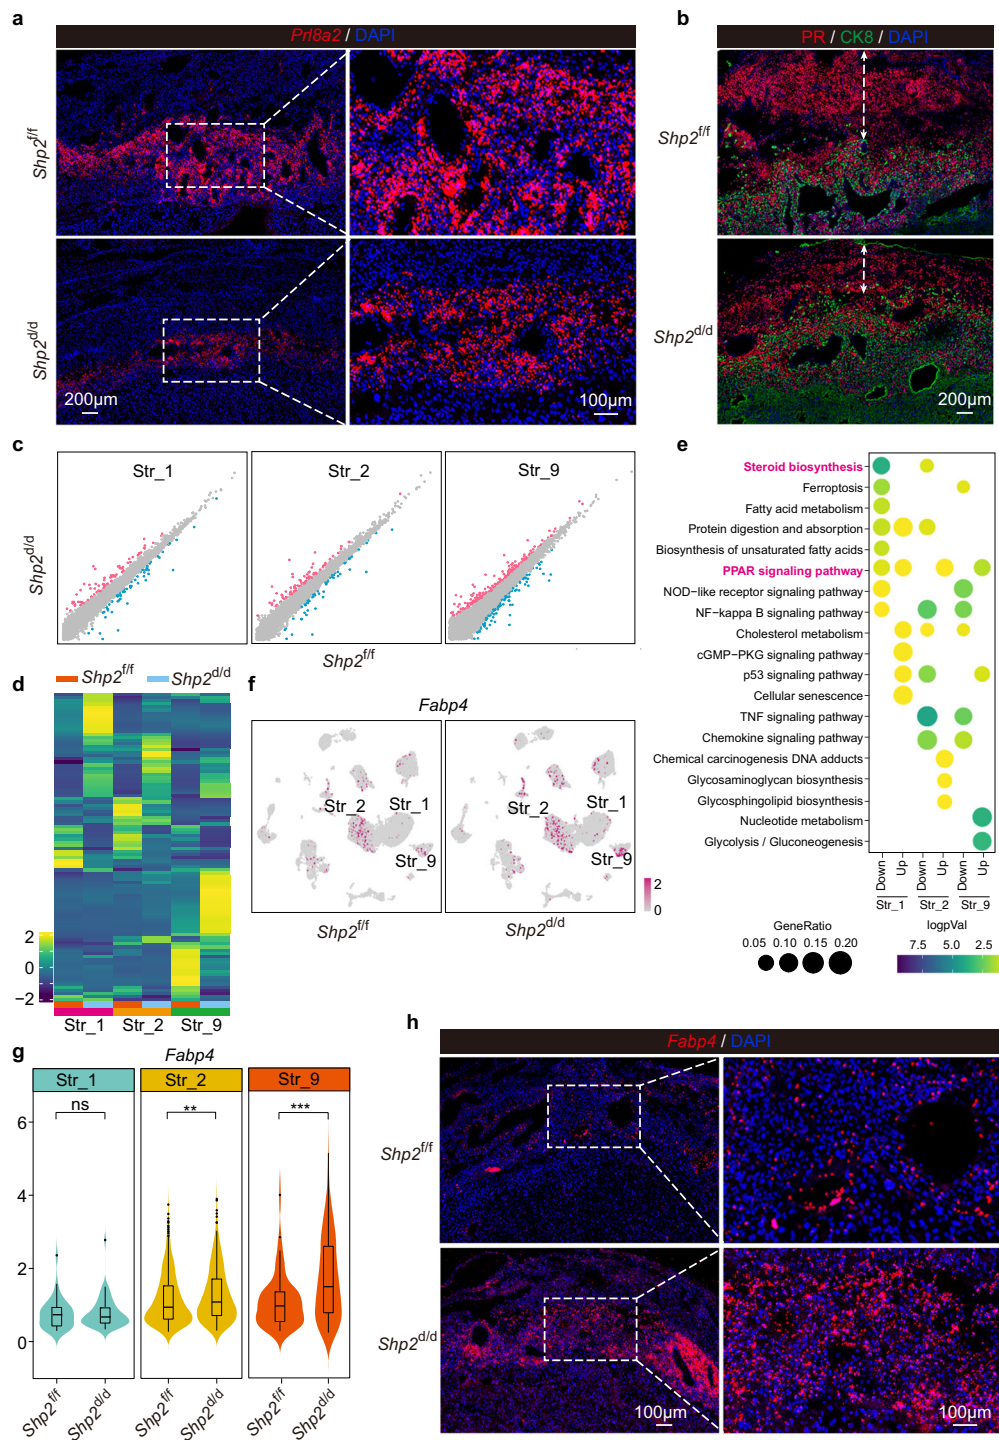 a
Prl8a2 / DAPI
Shp2f/f
Shp2d/d
200µm
100µm
b
PR / CK8 / DAPI
Shp2f/f
Shp2d/d
200µm
c
Str_1
Str_2
Str_9
Shp2d/d
Shp2f/f
d
Shp2f/f
Shp2d/d
2
0
−2
Str_1
Str_2
Str_9
e
Steroid biosynthesis
Ferroptosis
Fatty acid metabolism
Protein digestion and absorption
Biosynthesis of unsaturated fatty acids
PPAR signaling pathway
NOD−like receptor signaling pathway
NF−kappa B signaling pathway
Cholesterol metabolism
cGMP−PKG signaling pathway
p53 signaling pathway
Cellular senescence
TNF signaling pathway
Chemokine signaling pathway
Chemical carcinogenesis DNA adducts
Glycosaminoglycan biosynthesis
Glycosphingolipid biosynthesis
Nucleotide metabolism
Glycolysis / Gluconeogenesis
Down Up Down Up Down Up
Str_1 Str_2 Str_9
GeneRatio
0.05 0.10 0.15 0.20
logpVal
7.5 5.0 2.5
f
Fabp4
Str_2
Str_1
Str_9
Str_2
Str_1
Str_9
2
0
Shp2f/f
Shp2d/d
g
Fabp4
Str_1
Str_2
Str_9
ns
**
***
6
4
2
0
Shp2f/f
Shp2d/d
Shp2f/f
Shp2d/d
Shp2f/f
Shp2d/d
h
Fabp4 / DAPI
Shp2f/f
Shp2d/d
100µm
100µm